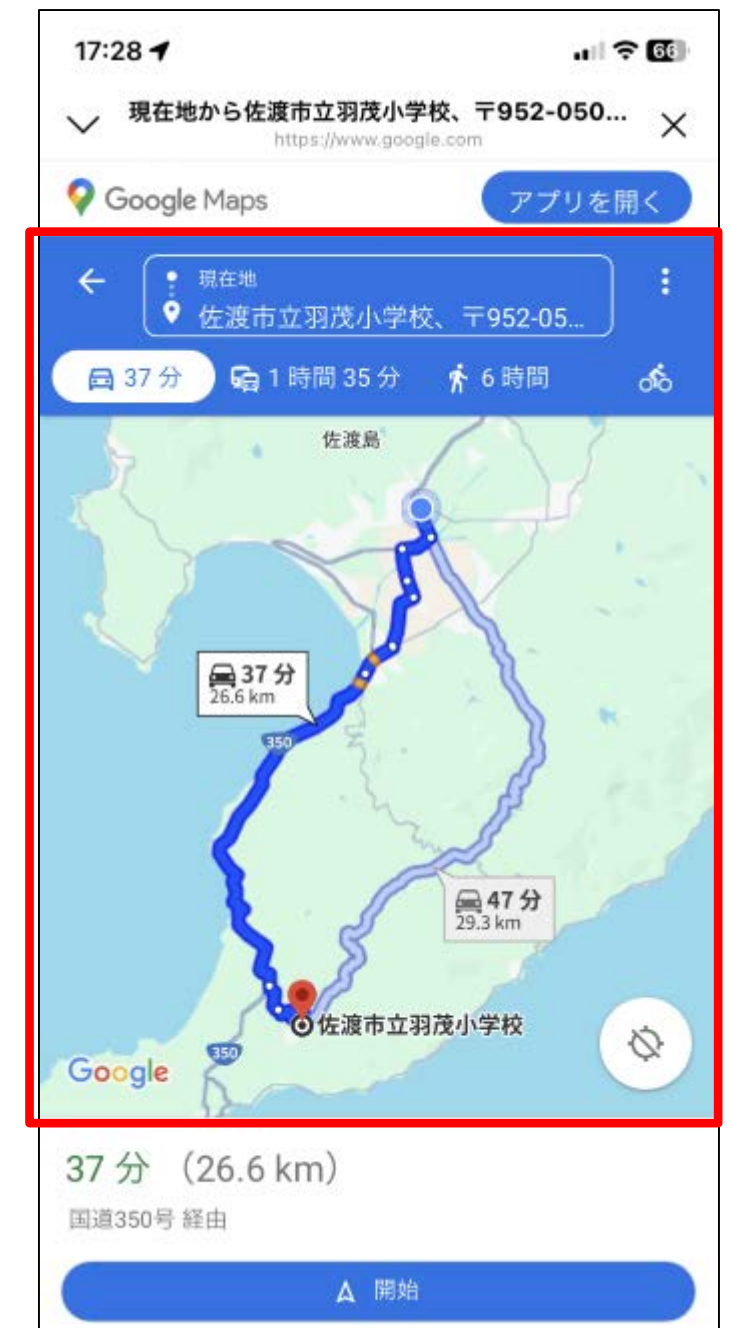 17:28
66
現在地から佐渡市立羽茂小学校、〒952-050...
https://www.google.com
Google Maps
アプリを開く
現在地
佐渡市立羽茂小学校、〒952-05...
37 分
1 時間 35 分
6 時間
佐渡島
37 分
26.6 km
350
47 分
29.3 km
佐渡市立羽茂小学校
350
Google
37 分 (26.6 km)
国道350号 経由
開始